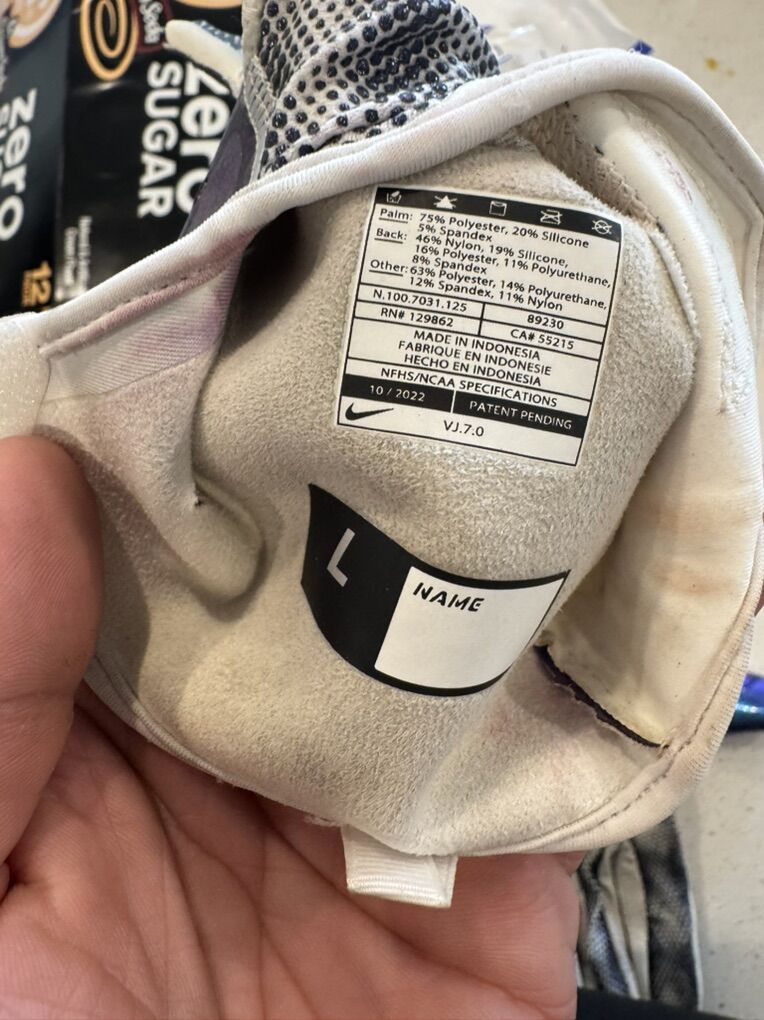 Zero
SUGAR
zero
12
Palm: 75% Polyester, 20% Silicone
5% Spandex
Back: 46% Nylon, 19% Silicone,
16% Polyester, 11% Polyurethane,
8% Spandex
Other: 63% Polyester, 14% Polyurethane,
12% Spandex, 11% Nylon
N.100.7031.125 89230
RN# 129862 CA# 55215
MADE IN INDONESIA
FABRIQUE EN INDONESIE
HECHO EN INDONESIA
NFHS/NCAA SPECIFICATIONS
10 / 2022 PATENT PENDING
VJ.7.0
L
NAME